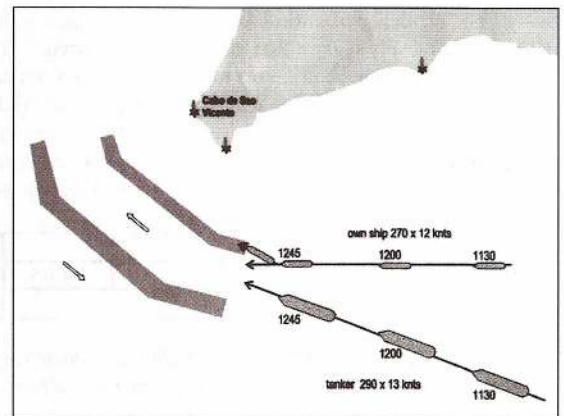 Cabo de Sao
Vicente
own ship 270 x 12 knts
1245
1200
1130
1245
1200
1130
tanker 290 x 13 knts